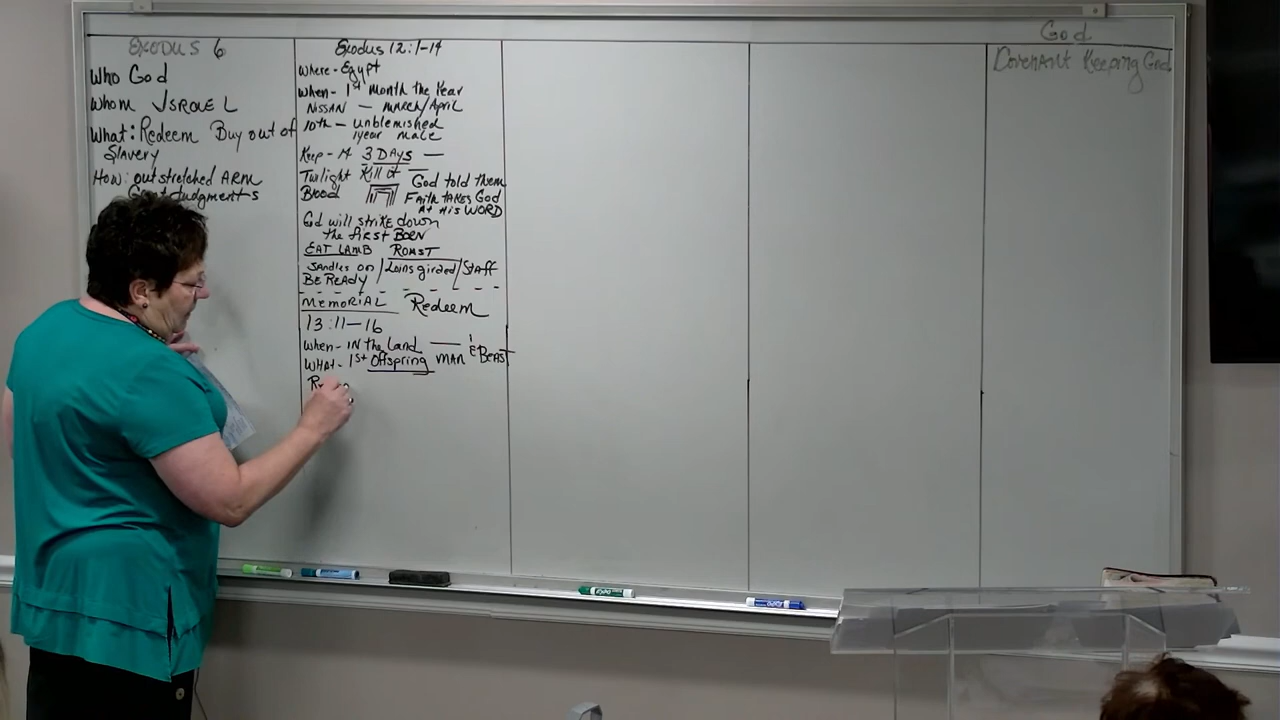 Exodus 6
Who God
Whom Israel
What: Redeem Buy out of
Slavery
How: outstretched ARM
Great Judgments
Exodus 12:1-14
Where - Egypt
When - 1st Month the Year
NISSAN — MARCH/April
10th — unblemished
1year male
Keep - 14 3 DAYS —
Twilight Kill it —
Blood God told them
FAITH TAKES God
AT HIS WORD
God will strike down
the First BORN
EAT LAMB ROAST
SANdles on / Loins girded / Staff
BE READY
MEMORIAL Redeem
13:11—16
When - IN the Land —
WHAt - 1st Offspring MAN & BEAST
God
Covenant Keeping God